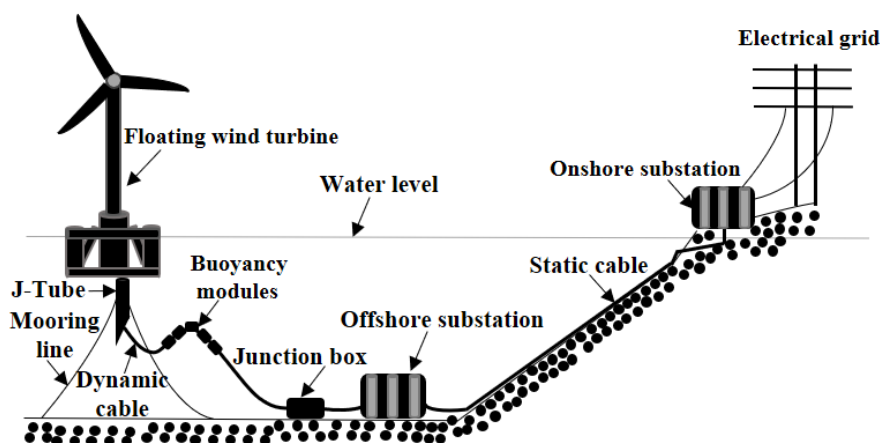 Electrical grid
Floating wind turbine
Onshore substation
Water level
Buoyancy
modules
Static cable
J-Tube
Mooring
line
Offshore substation
Junction box
Dynamic
cable